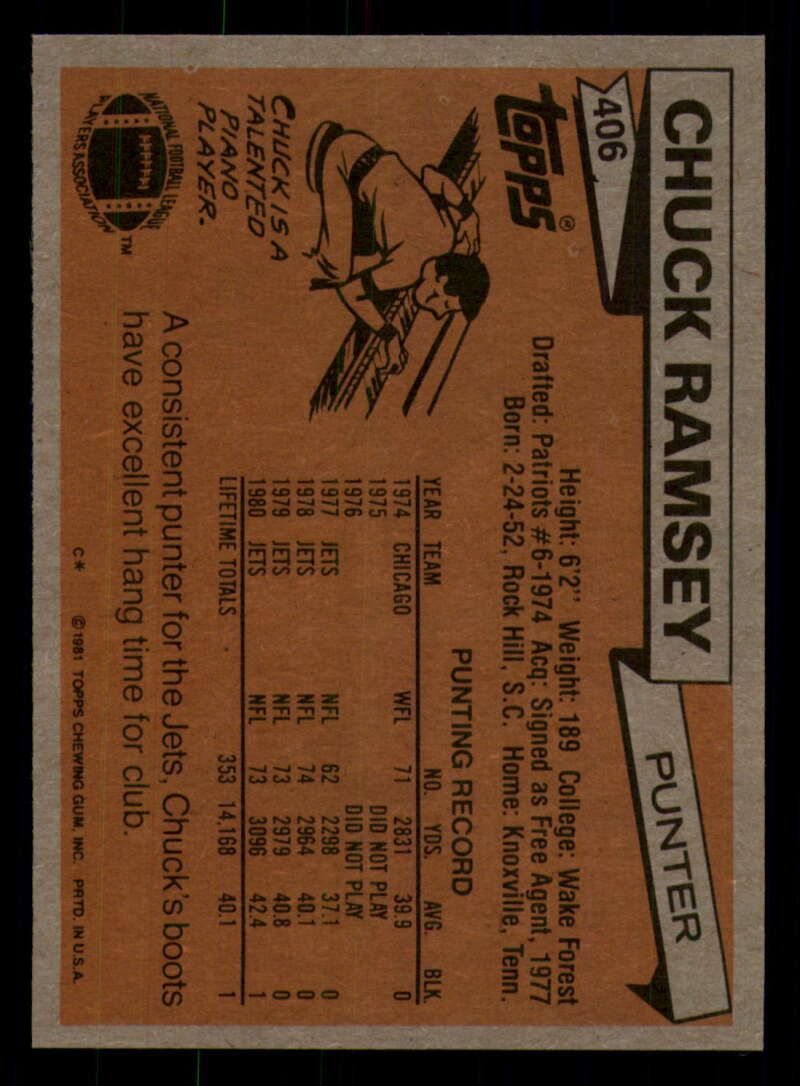 406
CHUCK RAMSEY
PUNTER
TOPPS®
Height: 6'2" Weight: 189 College: Wake Forest
Drafted: Patriots #6-1974 Acq: Signed as Free Agent, 1977
Born: 2-24-52, Rock Hill, S.C. Home: Knoxville, Tenn.
CHUCK IS A
TALENTED
PIANO
PLAYER.
PUNTING RECORD
YEAR TEAM NO. YDS. AVG. BLK.
1974 CHICAGO WFL 71 2831 39.9 0
1975 DID NOT PLAY
1976 DID NOT PLAY
1977 JETS NFL 62 2298 37.1 0
1978 JETS NFL 74 2964 40.1 0
1979 JETS NFL 73 2979 40.8 0
1980 JETS NFL 73 3096 42.4 1
LIFETIME TOTALS 353 14,168 40.1 1
NATIONAL FOOTBALL LEAGUE
PLAYERS ASSOCIATION
TM
A consistent punter for the Jets, Chuck's boots
have excellent hang time for club.
C* ©1981 TOPPS CHEWING GUM, INC. PRTD. IN U.S.A.